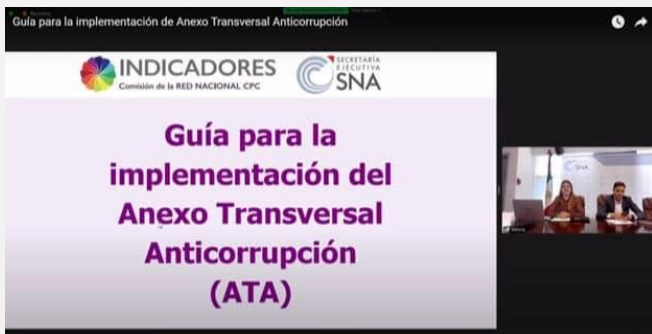 Guía para la implementación de Anexo Transversal Anticorrupción
INDICADORES
Comisión de la RED NACIONAL CPC
SECRETARÍA
EJECUTIVA
SNA
Guía para la
implementación del
Anexo Transversal
Anticorrupción
(ATA)
SNA